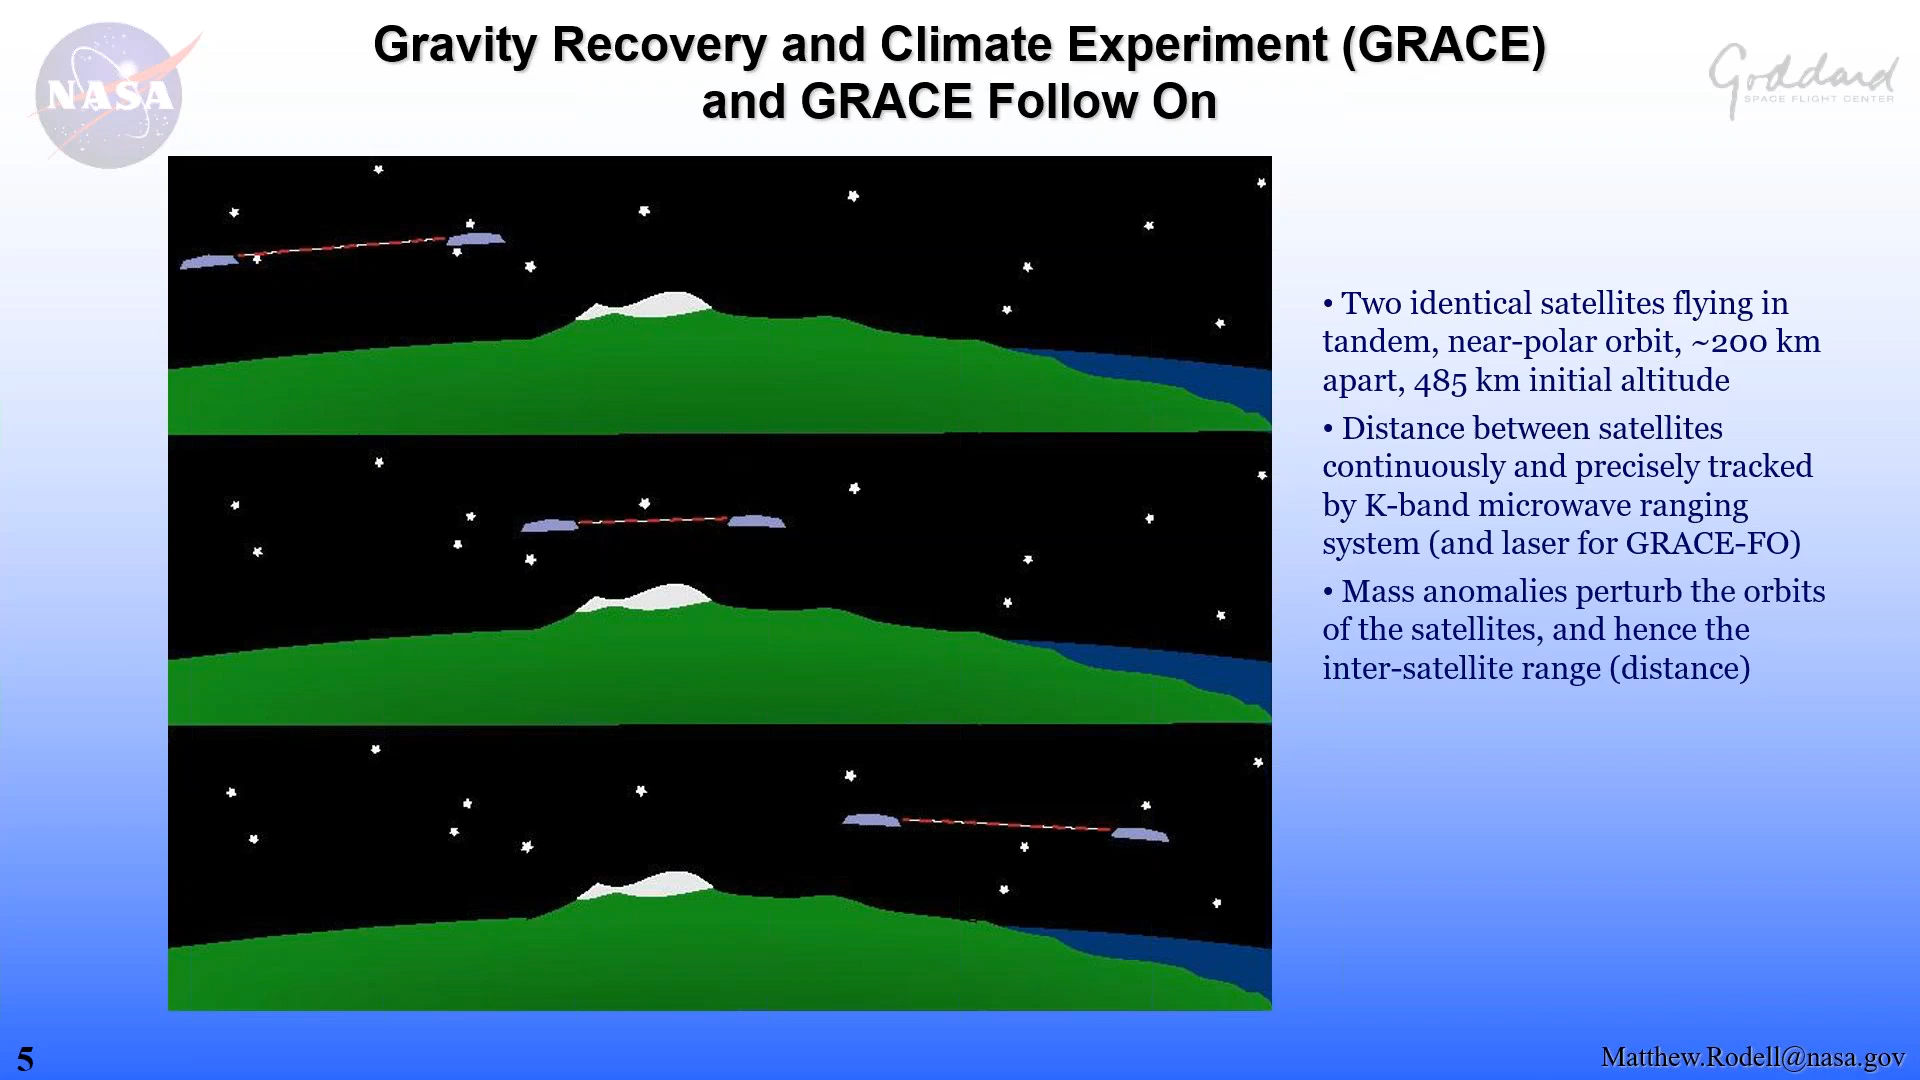 Gravity Recovery and Climate Experiment (GRACE)
and GRACE Follow On
NASA
Goddard
SPACE FLIGHT CENTER
• Two identical satellites flying in
tandem, near-polar orbit, ~200 km
apart, 485 km initial altitude
• Distance between satellites
continuously and precisely tracked
by K-band microwave ranging
system (and laser for GRACE-FO)
• Mass anomalies perturb the orbits
of the satellites, and hence the
inter-satellite range (distance)
5
Matthew.Rodell@nasa.gov